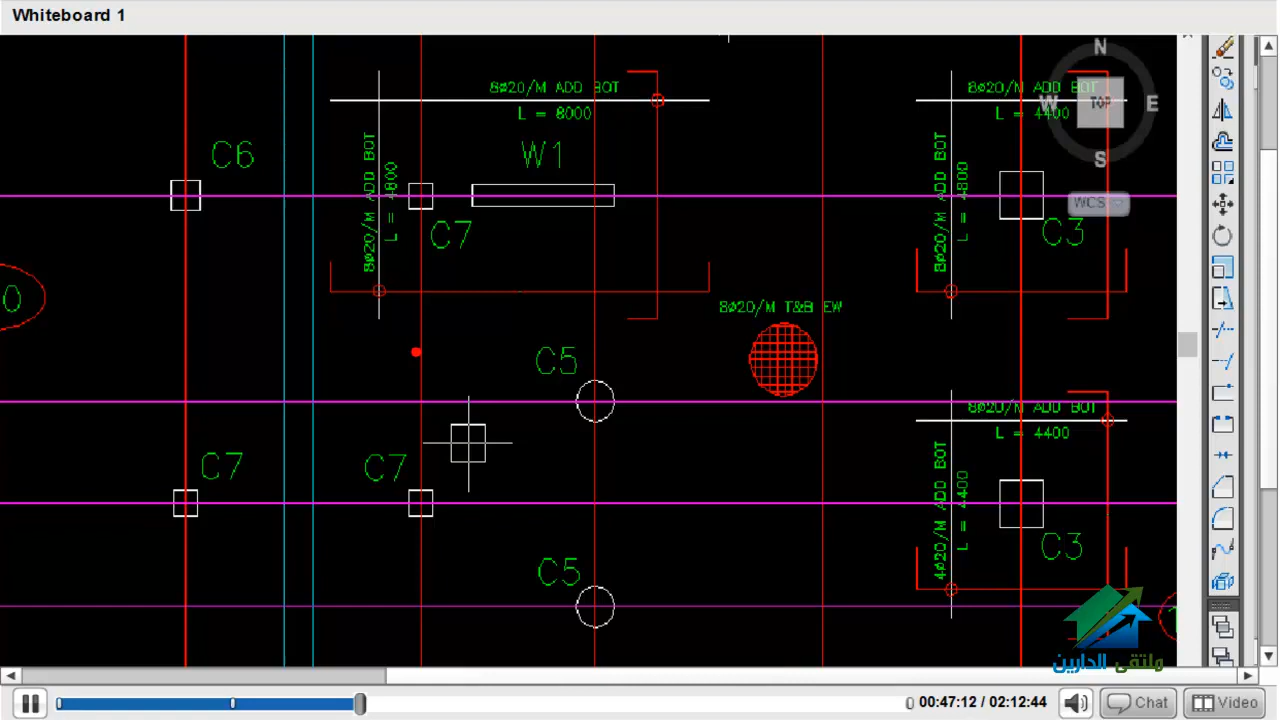 Whiteboard 1
N
W
TOP
E
S
WCS
8ø20/M ADD BOT
L = 8000
8ø20/M ADD BOT
L = 4400
C6
W1
8ø20/M ADD BOT
L = 4800
C7
8ø20/M ADD BOT
L = 4800
C3
0
8ø20/M T&B EW
C5
8ø20/M ADD BOT
L = 4400
C7
C7
4ø20/M ADD BOT
L = 4400
C3
C5
ملتقى الدارين
00:47:12 / 02:12:44
Chat
Video